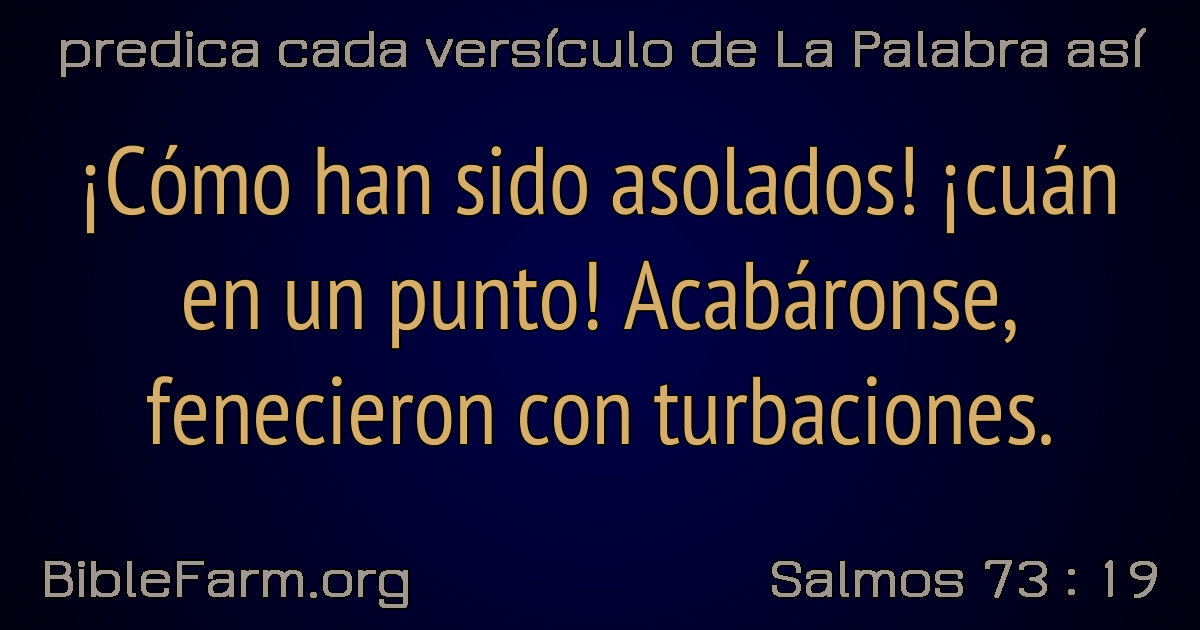 predica cada versículo de La Palabra así
¡Cómo han sido asolados! ¡cuán
en un punto! Acabáronse,
fenecieron con turbaciones.
BibleFarm.org
Salmos 73 : 19